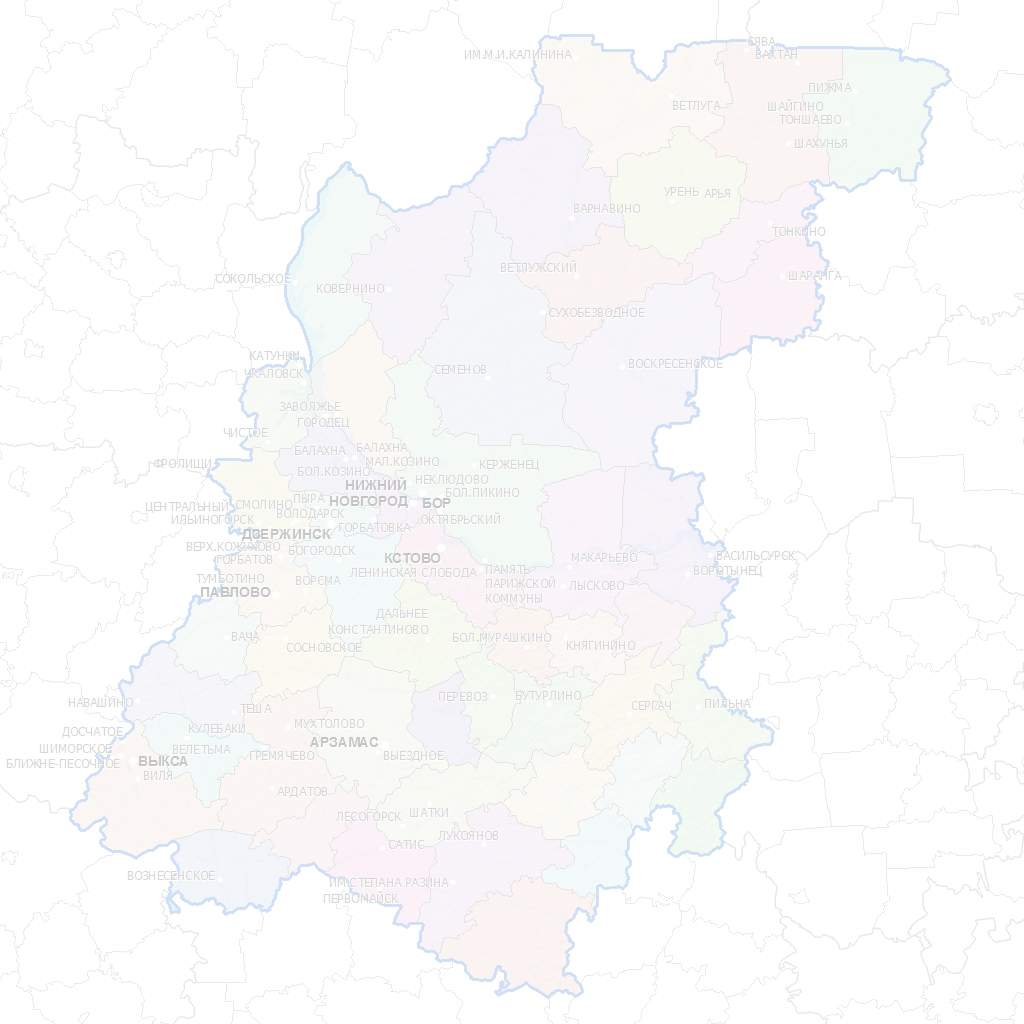 СЯВА
ИМ.М.И.КАЛИНИНА
ВАХТАН
ПИЖМА
ВЕТЛУГА
ШАЙГИНО
ТОНШАЕВО
ШАХУНЬЯ
УРЕНЬ
АРЬЯ
ВАРНАВИНО
ТОНКИНО
ВЕТЛУЖСКИЙ
ШАРАНГА
СОКОЛЬСКОЕ
КОВЕРНИНО
СУХОБЕЗВОДНОЕ
КАТУНКИ
ВОСКРЕСЕНСКОЕ
ЧКАЛОВСК
СЕМЕНОВ
ЗАВОЛЖЬЕ
ГОРОДЕЦ
ЧИСТОЕ
БАЛАХНА
БАЛАХНА
МАЛ.КОЗИНО
ФРОЛИЩИ
БОЛ.КОЗИНО
КЕРЖЕНЕЦ
НЕКЛЮДОВО
НИЖНИЙ
НОВГОРОД
БОЛ.ПИКИНО
БОР
ПЫРА
ЦЕНТРАЛЬНЫЙ
СМОЛИНО
ВОЛОДАРСК
ИЛЬИНОГОРСК
ОКТЯБРЬСКИЙ
ГОРБАТОВКА
ДЗЕРЖИНСК
ВЕРХ.КОЖУХОВО
БОГОРОДСК
ГОРБАТОВ
КСТОВО
МАКАРЬЕВО
ВАСИЛЬСУРСК
ЛЕНИНСКАЯ СЛОБОДА
ПАМЯТЬ
ПАРИЖСКОЙ
КОММУНЫ
ВОРОТЫНЕЦ
ТУМБОТИНО
ВОРСМА
ЛЫСКОВО
ПАВЛОВО
ДАЛЬНЕЕ
КОНСТАНТИНОВО
ВАЧА
БОЛ.МУРАШКИНО
СОСНОВСКОЕ
КНЯГИНИНО
ПЕРЕВОЗ
БУТУРЛИНО
НАВАШИНО
ТЕША
СЕРГАЧ
ПИЛЬНА
МУХТОЛОВО
ДОСЧАТОЕ
КУЛЕБАКИ
АРЗАМАС
ШИМОРСКОЕ
ВЕЛЕТЬМА
ГРЕМЯЧЕВО
ВЫЕЗДНОЕ
БЛИЖНЕ-ПЕСОЧНОЕ
ВЫКСА
ВИЛЯ
АРДАТОВ
ЛЕСОГОРСК
ШАТКИ
ЛУКОЯНОВ
САТИС
ВОЗНЕСЕНСКОЕ
ИМ.СТЕПАНА РАЗИНА
ПЕРВОМАЙСК